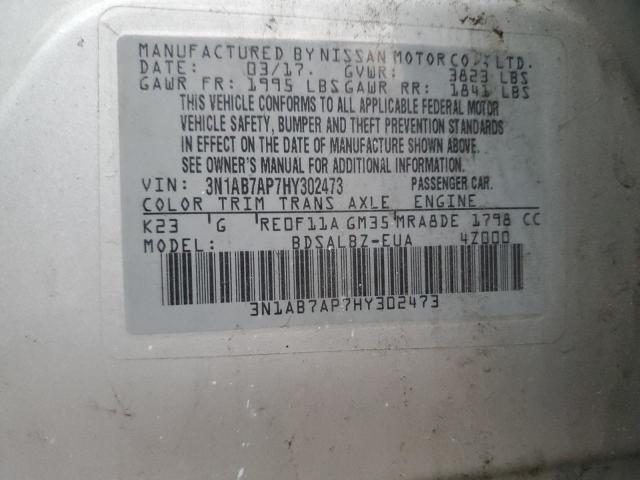 MANUFACTURED BY NISSAN MOTOR CO., LTD.
DATE: 03/17. GVWR: 3823 LBS
GAWR FR: 1995 LBS GAWR RR: 1841 LBS
THIS VEHICLE CONFORMS TO ALL APPLICABLE FEDERAL MOTOR
VEHICLE SAFETY, BUMPER AND THEFT PREVENTION STANDARDS
IN EFFECT ON THE DATE OF MANUFACTURE SHOWN ABOVE.
SEE OWNER'S MANUAL FOR ADDITIONAL INFORMATION.
VIN: 3N1AB7AP7HY302473 PASSENGER CAR.
COLOR TRIM TRANS AXLE ENGINE
K23 G RE0F11A GM35 MRA8DE 1798 CC
MODEL: BDSALBZ-EUA 4Z000
3N1AB7AP7HY302473